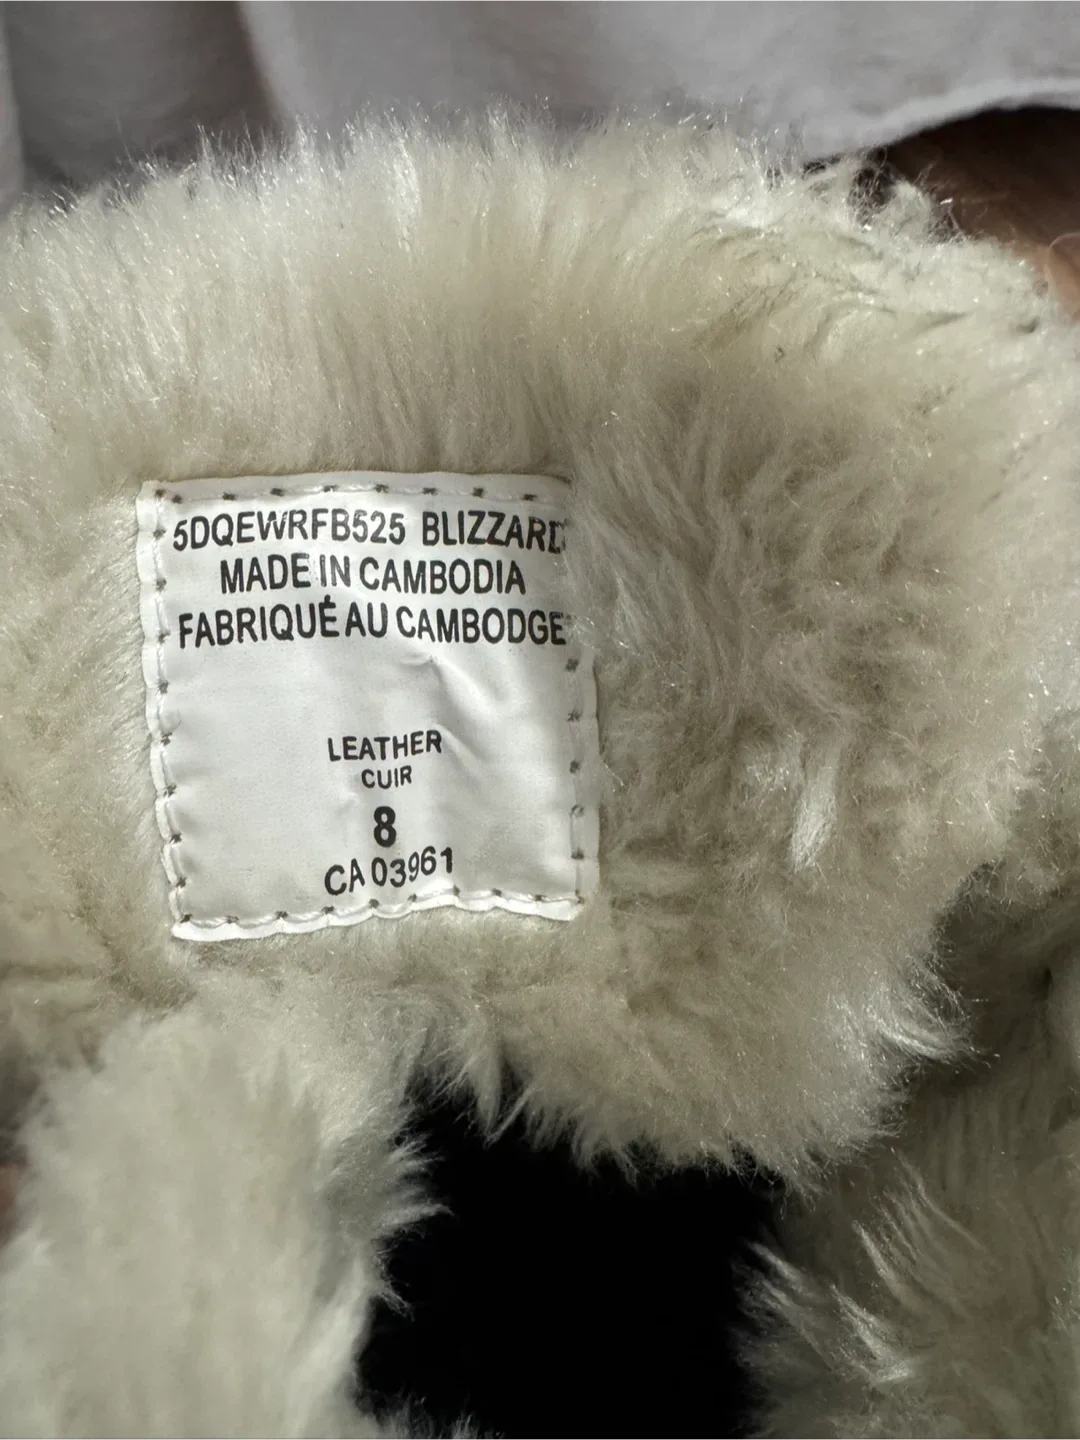 5DQEWRFB525 BLIZZARD
MADE IN CAMBODIA
FABRIQUÉ AU CAMBODGE
LEATHER
CUIR
8
CA 03961